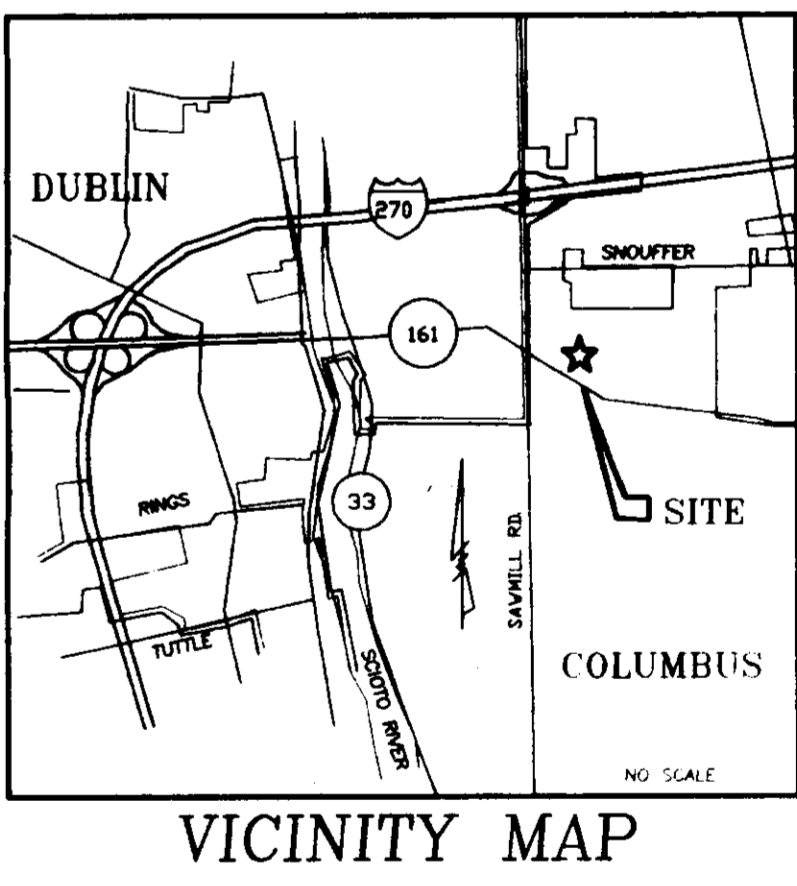 DUBLIN
270
SNOUFFER
161
RINGS
33
SITE
SAWMILL RD.
TUTTLE
SCIOTO RIVER
COLUMBUS
NO SCALE
VICINITY MAP